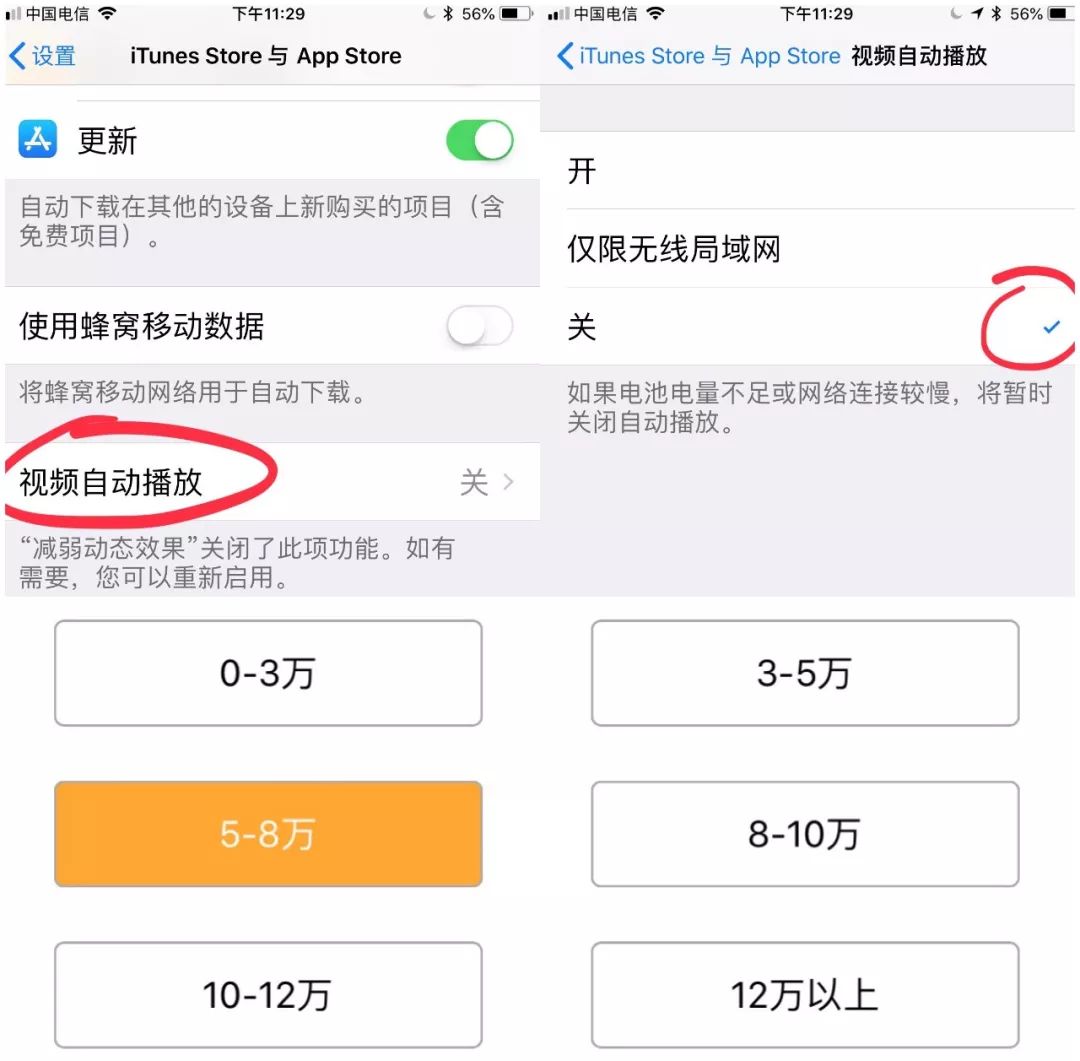 中国电信 下午11:29 56%
设置 iTunes Store 与 App Store
更新
自动下载在其他的设备上新购买的项目（含
免费项目）。
使用蜂窝移动数据
将蜂窝移动网络用于自动下载。
视频自动播放 关
“减弱动态效果”关闭了此项功能。如有
需要，您可以重新启用。
中国电信 下午11:29 56%
iTunes Store 与 App Store 视频自动播放
开
仅限无线局域网
关
如果电池电量不足或网络连接较慢，将暂时
关闭自动播放。
0-3万 3-5万
5-8万 8-10万
10-12万 12万以上